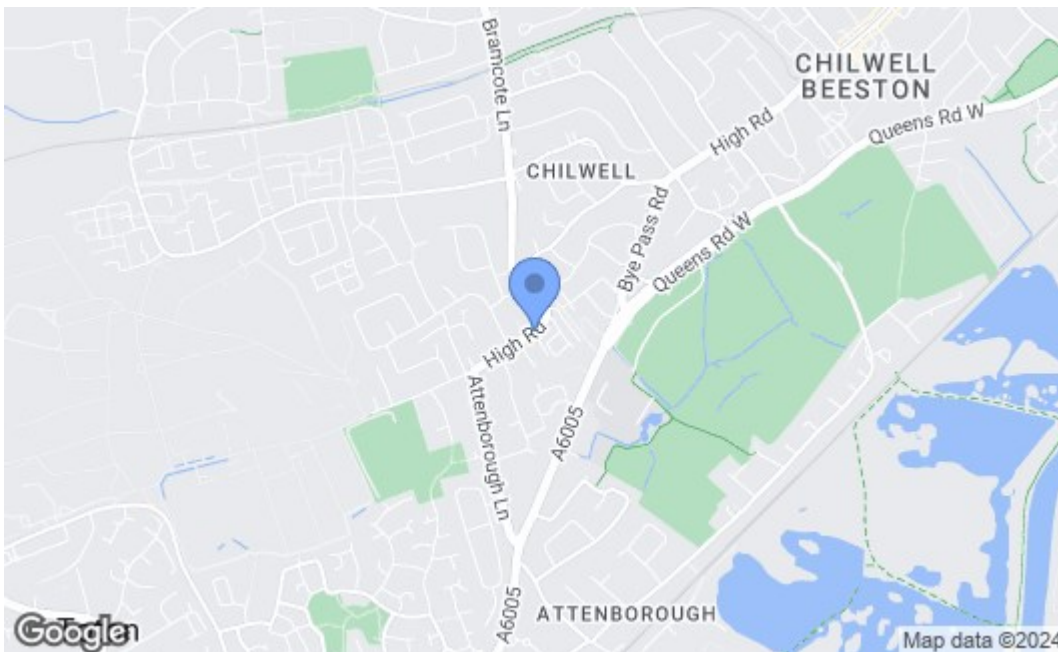 Bramcote Ln
CHILWELL
BEESTON
High Rd
Queens Rd W
CHILWELL
Bye Pass Rd
Queens Rd W
High Rd
Attenborough Ln
A6005
ATTENBOROUGH
A6005
Google
Map data ©2024